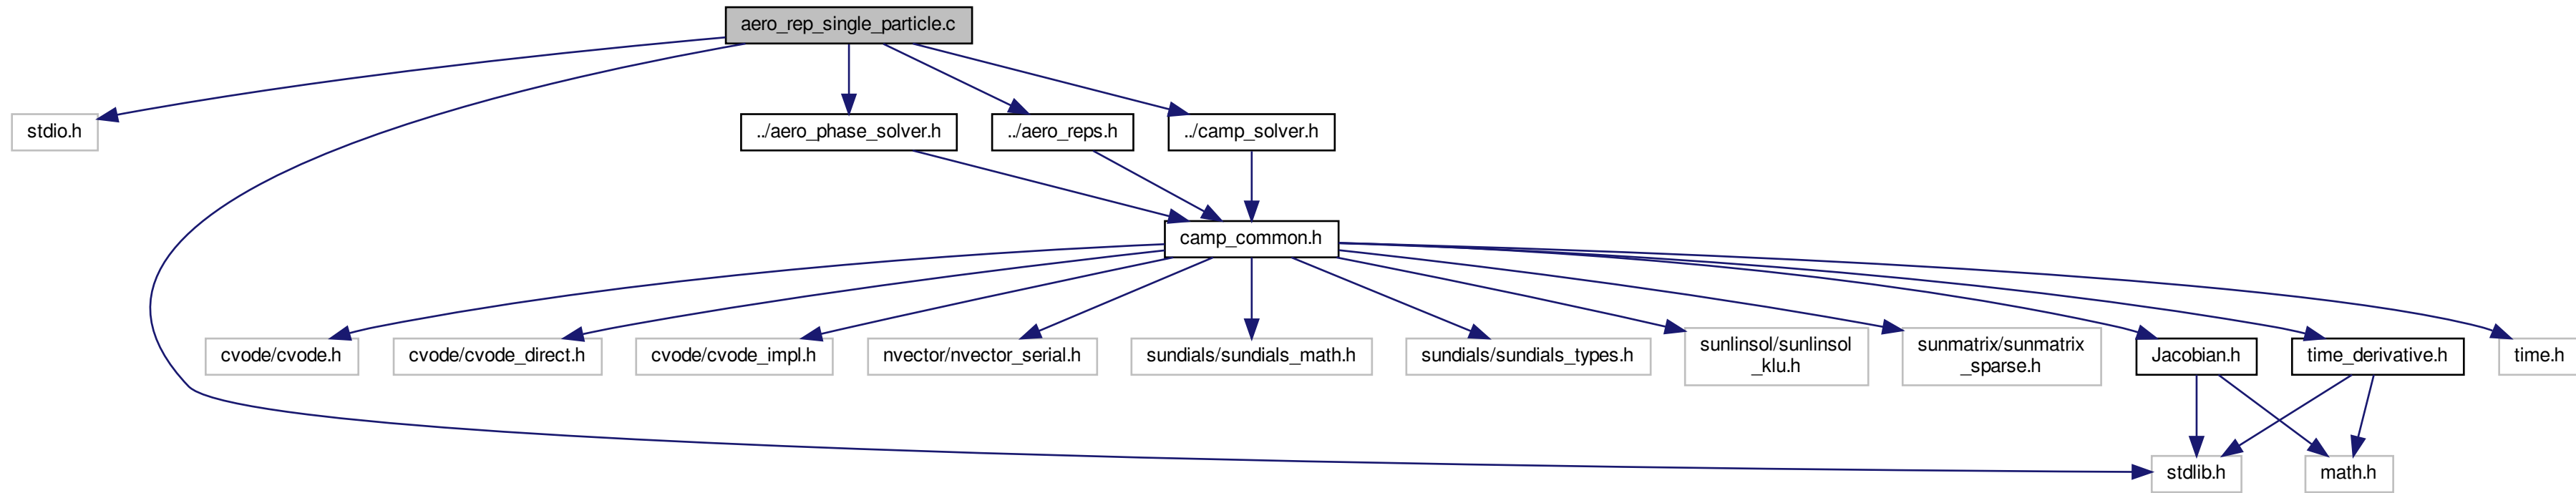 aero_rep_single_particle.c
stdio.h
../aero_phase_solver.h
../aero_reps.h
../camp_solver.h
camp_common.h
cvode/cvode.h
cvode/cvode_direct.h
cvode/cvode_impl.h
nvector/nvector_serial.h
sundials/sundials_math.h
sundials/sundials_types.h
sunlinsol/sunlinsol
_klu.h
sunmatrix/sunmatrix
_sparse.h
Jacobian.h
time_derivative.h
time.h
stdlib.h
math.h